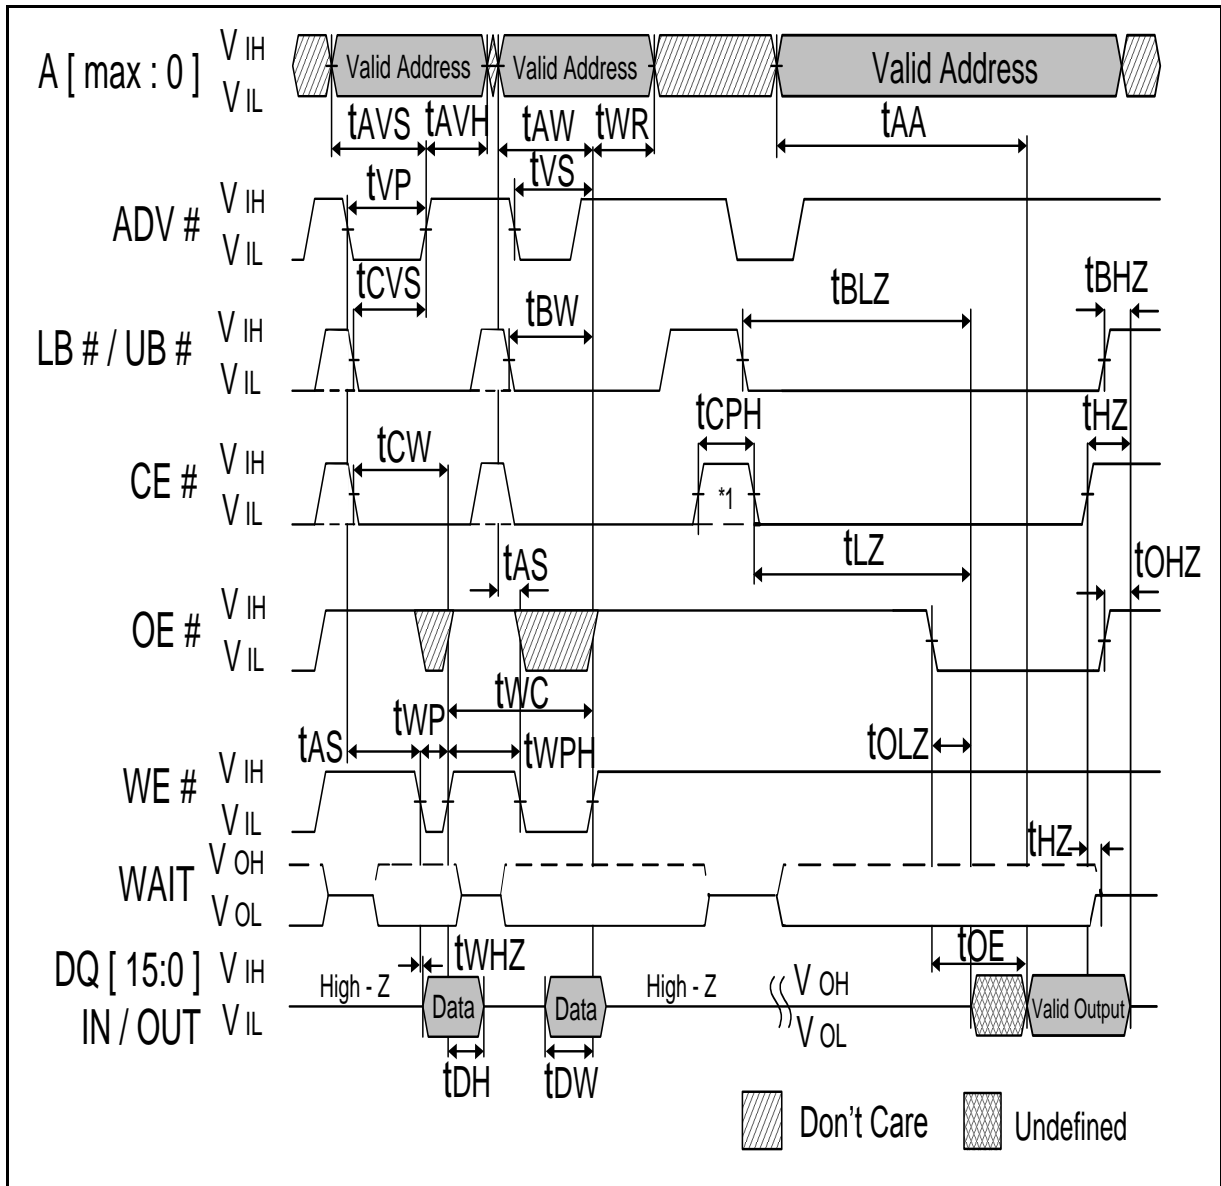 A [ max : 0 ]
V IH
V IL
Valid Address
Valid Address
Valid Address
tAVS
tAVH
tAW
tWR
tAA
ADV #
V IH
V IL
tVP
tVS
tCVS
LB # / UB #
V IH
V IL
tBW
tBLZ
tBHZ
CE #
V IH
V IL
tCW
tCPH
*1
tHZ
tAS
tLZ
tOHZ
OE #
V IH
V IL
tWC
tAS
tWP
tWPH
tOLZ
WE #
V IH
V IL
tHZ
WAIT
V OH
V OL
tWHZ
tOE
DQ [ 15:0 ]
IN / OUT
V IH
V IL
High - Z
Data
Data
High - Z
V OH
V OL
Valid Output
tDH
tDW
Don't Care
Undefined